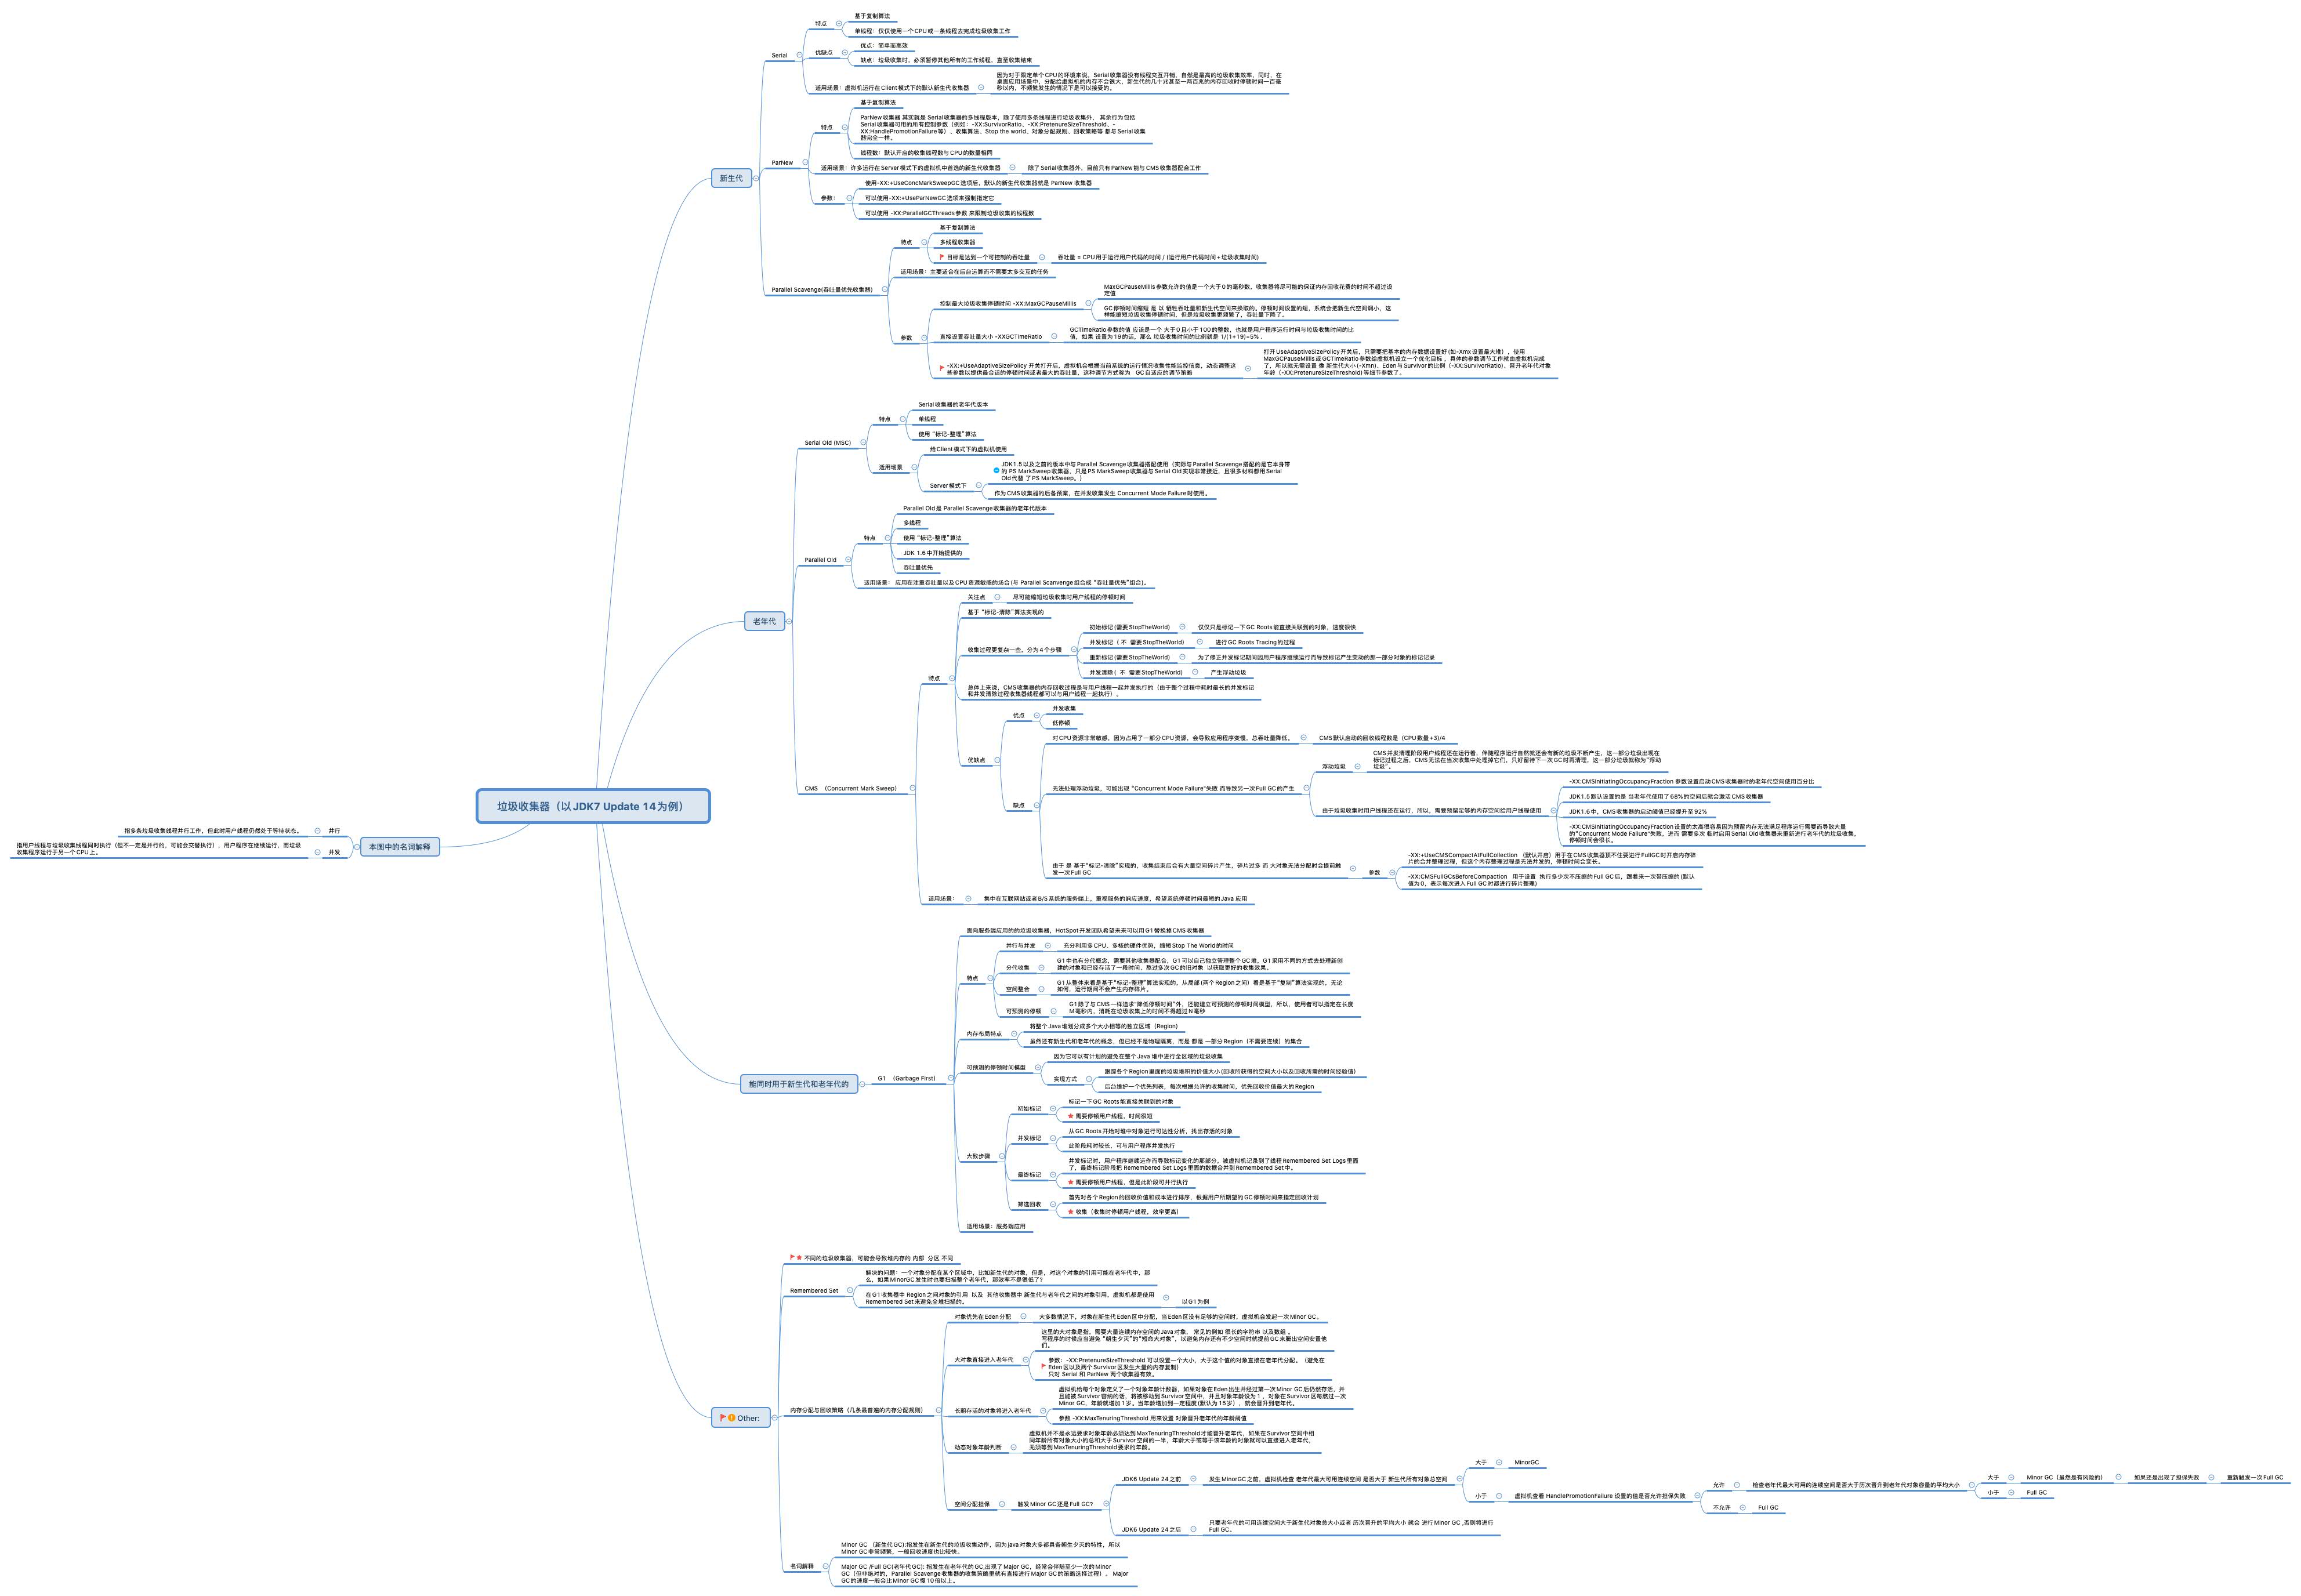 特点
基于复制算法
单线程：仅仅使用一个CPU或一条线程去完成垃圾收集工作
Serial
优缺点
优点：简单而高效
缺点：垃圾收集时，必须暂停其他所有的工作线程，直至收集结束
适用场景：虚拟机运行在Client模式下的默认新生代收集器
因为对于限定单个CPU的环境来说，Serial收集器没有线程交互开销，自然是最高的垃圾收集效率，同时，在
桌面应用场景中，分配给虚拟机的内存不会很大，新生代的几十兆甚至一两百兆的内存回收时停顿时间一百毫
秒以内，不频繁发生的情况下是可以接受的。
新生代
ParNew
特点
基于复制算法
ParNew收集器 其实就是 Serial收集器的多线程版本，除了使用多条线程进行垃圾收集外， 其余行为包括
Serial收集器可用的所有控制参数（例如：-XX:SurvivorRatio、-XX:PretenureSizeThreshold、-
XX:HandlePromotionFailure等）、收集算法、Stop the world、对象分配规则、回收策略等 都与 Serial收集
器完全一样。
线程数：默认开启的收集线程数与CPU的数量相同
适用场景：许多运行在Server模式下的虚拟机中首选的新生代收集器
除了Serial收集器外，目前只有ParNew能与CMS收集器配合工作
参数：
使用-XX:+UseConcMarkSweepGC 选项后，默认的新生代收集器就是 ParNew 收集器
可以使用-XX:+UseParNewGC 选项来强制指定它
可以使用 -XX:ParallelGCThreads 参数 来限制垃圾收集的线程数
Parallel Scavenge(吞吐量优先收集器)
特点
基于复制算法
多线程收集器
目标是达到一个可控制的吞吐量
吞吐量 = CPU用于运行用户代码的时间 / (运行用户代码时间+垃圾收集时间)
适用场景：主要适合在后台运算而不需要太多交互的任务
参数
控制最大垃圾收集停顿时间 -XX:MaxGCPauseMillis
MaxGCPauseMillis参数允许的值是一个大于0的毫秒数，收集器将尽可能的保证内存回收花费的时间不超过设
定值
GC停顿时间缩短 是 以 牺牲吞吐量和新生代空间来换取的，停顿时间设置的短，系统会把新生代空间调小，这
样能缩短垃圾收集停顿时间，但是垃圾收集更频繁了，吞吐量下降了。
直接设置吞吐量大小 -XXGCTimeRatio
GCTimeRatio参数的值 应该是一个 大于0且小于100的整数，也就是用户程序运行时间与垃圾收集时间的比
值，如果 设置为19的话，那么 垃圾收集时间的比例就是 1/(1+19)=5% .
-XX:+UseAdaptiveSizePolicy 开关打开后，虚拟机会根据当前系统的运行情况收集性能监控信息，动态调整这
些参数以提供最合适的停顿时间或者最大的吞吐量，这种调节方式称为 GC自适应的调节策略
打开UseAdaptiveSizePolicy开关后，只需要把基本的内存数据设置好(如-Xmx设置最大堆），使用
MaxGCPauseMillis或GCTimeRatio参数给虚拟机设立一个优化目标， 具体的参数调节工作就由虚拟机完成
了，所以就无需设置 像 新生代大小(-Xmn)、Eden与Survivor的比例（-XX:SurvivorRatio)、晋升老年代对象
年龄（-XX:PretenureSizeThreshold)等细节参数了。
老年代
Serial Old (MSC)
特点
Serial收集器的老年代版本
单线程
使用 “标记-整理”算法
适用场景
给Client模式下的虚拟机使用
Server模式下
JDK1.5以及之前的版本中与Parallel Scavenge收集器搭配使用（实际与Parallel Scavenge搭配的是它本身带
的 PS MarkSweep收集器，只是PS MarkSweep收集器与 Serial Old实现非常接近，且很多材料都用Serial
Old代替 了PS MarkSweep。)
作为CMS收集器的后备预案，在并发收集发生 Concurrent Mode Failure时使用。
Parallel Old
特点
Parallel Old 是 Parallel Scavenge收集器的老年代版本
多线程
使用 “标记-整理”算法
JDK 1.6中开始提供的
吞吐量优先
适用场景： 应用在注重吞吐量以及CPU资源敏感的场合(与 Parallel Scanvenge组合成 “吞吐量优先”组合)。
CMS （Concurrent Mark Sweep）
特点
关注点
尽可能缩短垃圾收集时用户线程的停顿时间
基于 “标记-清除”算法实现的
收集过程更复杂一些，分为4个步骤
初始标记(需要StopTheWorld)
仅仅只是标记一下GC Roots能直接关联到的对象，速度很快
并发标记（ 不 需要StopTheWorld)
进行GC Roots Tracing的过程
重新标记(需要StopTheWorld)
为了修正并发标记期间因用户程序继续运行而导致标记产生变动的那一部分对象的标记记录
并发清除( 不 需要StopTheWorld)
产生浮动垃圾
总体上来说，CMS收集器的内存回收过程是与用户线程一起并发执行的（由于整个过程中耗时最长的并发标记
和并发清除过程收集器线程都可以与用户线程一起执行）。
优缺点
优点
并发收集
低停顿
缺点
对CPU资源非常敏感，因为占用了一部分CPU资源，会导致应用程序变慢，总吞吐量降低。
CMS默认启动的回收线程数是（CPU数量+3)/4
无法处理浮动垃圾，可能出现 “Concurrent Mode Failure”失败 而导致另一次Full GC的产生
浮动垃圾
CMS并发清理阶段用户线程还在运行着，伴随程序运行自然就还会有新的垃圾不断产生，这一部分垃圾出现在
标记过程之后，CMS无法在当次收集中处理掉它们，只好留待下一次GC时再清理，这一部分垃圾就称为“浮动
垃圾”。
由于垃圾收集时用户线程还在运行，所以，需要预留足够的内存空间给用户线程使用
-XX:CMSInitiatingOccupancyFraction 参数设置启动CMS收集器时的老年代空间使用百分比
JDK1.5默认设置的是 当老年代使用了68%的空间后就会激活CMS收集器
JDK1.6中，CMS收集器的启动阈值已经提升至92%
-XX:CMSInitiatingOccupancyFraction设置的太高很容易因为预留内存无法满足程序运行需要而导致大量
的“Concurrent Mode Failure“失败，进而 需要多次 临时启用Serial Old收集器来重新进行老年代的垃圾收集，
停顿时间会很长。
由于 是 基于“标记-清除”实现的，收集结束后会有大量空间碎片产生，碎片过多 而 大对象无法分配时会提前触
发一次Full GC
参数
-XX:+UseCMSCompactAtFullCollection （默认开启）用于在CMS收集器顶不住要进行FullGC时开启内存碎
片的合并整理过程，但这个内存整理过程是无法并发的，停顿时间会变长。
-XX:CMSFullGCsBeforeCompaction 用于设置 执行多少次不压缩的Full GC后，跟着来一次带压缩的(默认
值为0，表示每次进入Full GC时都进行碎片整理)
适用场景：
集中在互联网站或者B/S系统的服务端上，重视服务的响应速度，希望系统停顿时间最短的Java 应用
垃圾收集器（以JDK7 Update 14为例）
本图中的名词解释
并行
指多条垃圾收集线程并行工作，但此时用户线程仍然处于等待状态。
并发
指用户线程与垃圾收集线程同时执行（但不一定是并行的，可能会交替执行），用户程序在继续运行，而垃圾
收集程序运行于另一个CPU上。
能同时用于新生代和老年代的
G1 （Garbage First)
面向服务端应用的的垃圾收集器，HotSpot开发团队希望未来可以用G1替换掉CMS收集器
特点
并行与并发
充分利用多CPU、多核的硬件优势，缩短Stop The World的时间
分代收集
G1中也有分代概念，需要其他收集器配合，G1可以自己独立管理整个GC堆，G1采用不同的方式去处理新创
建的对象和已经存活了一段时间、熬过多次GC的旧对象 以获取更好的收集效果。
空间整合
G1从整体来看是基于“标记-整理”算法实现的，从局部(两个Region之间）看是基于“复制”算法实现的，无论
如何，运行期间不会产生内存碎片。
可预测的停顿
G1除了与CMS一样追求“降低停顿时间”外，还能建立可预测的停顿时间模型，所以，使用者可以指定在长度
M毫秒内，消耗在垃圾收集上的时间不得超过N毫秒
内存布局特点
将整个Java堆划分成多个大小相等的独立区域（Region)
虽然还有新生代和老年代的概念，但已经不是物理隔离，而是 都是 一部分Region（不需要连续）的集合
可预测的停顿时间模型
因为它可以有计划的避免在整个Java 堆中进行全区域的垃圾收集
实现方式
跟踪各个Region里面的垃圾堆积的价值大小(回收所获得的空间大小以及回收所需的时间经验值）
后台维护一个优先列表，每次根据允许的收集时间，优先回收价值最大的Region
大致步骤
初始标记
标记一下GC Roots能直接关联到的对象
需要停顿用户线程，时间很短
并发标记
从GC Roots开始对堆中对象进行可达性分析，找出存活的对象
此阶段耗时较长，可与用户程序并发执行
最终标记
并发标记时，用户程序继续运作而导致标记变化的那部分，被虚拟机记录到了线程Remembered Set Logs里面
了，最终标记阶段把 Remembered Set Logs里面的数据合并到Remembered Set中。
需要停顿用户线程，但是此阶段可并行执行
筛选回收
首先对各个Region的回收价值和成本进行排序，根据用户所期望的GC停顿时间来指定回收计划
收集（收集时停顿用户线程，效率更高）
适用场景：服务端应用
Other:
不同的垃圾收集器，可能会导致堆内存的 内部 分区 不同
Remembered Set
解决的问题：一个对象分配在某个区域中，比如新生代的对象，但是，对这个对象的引用可能在老年代中，那
么，如果MinorGC发生时也要扫描整个老年代，那效率不是很低了？
在G1收集器中 Region之间对象的引用 以及 其他收集器中 新生代与老年代之间的对象引用，虚拟机都是使用
Remembered Set来避免全堆扫描的。
以G1为例
内存分配与回收策略（几条最普遍的内存分配规则）
对象优先在Eden分配
大多数情况下，对象在新生代Eden区中分配，当Eden区没有足够的空间时，虚拟机会发起一次Minor GC。
大对象直接进入老年代
这里的大对象是指，需要大量连续内存空间的Java对象， 常见的例如 很长的字符串 以及数组 。
写程序的时候应当避免 “朝生夕灭”的“短命大对象”，以避免内存还有不少空间时就提前GC来腾出空间安置他
们。
参数：-XX:PretenureSizeThreshold 可以设置一个大小，大于这个值的对象直接在老年代分配。（避免在
Eden区以及两个Survivor区发生大量的内存复制）
只对 Serial 和 ParNew 两个收集器有效。
长期存活的对象将进入老年代
虚拟机给每个对象定义了一个对象年龄计数器，如果对象在Eden出生并经过第一次Minor GC后仍然存活，并
且能被Survivor容纳的话，将被移动到Survivor空间中，并且对象年龄设为1 。对象在Survivor区每熬过一次
Minor GC，年龄就增加1岁。当年龄增加到一定程度(默认为15岁），就会晋升到老年代。
参数 -XX:MaxTenuringThreshold 用来设置 对象晋升老年代的年龄阈值
动态对象年龄判断
虚拟机并不是永远要求对象年龄必须达到MaxTenuringThreshold才能晋升老年代，如果在Survivor空间中相
同年龄所有对象大小的总和大于Survivor空间的一半，年龄大于或等于该年龄的对象就可以直接进入老年代，
无须等到MaxTenuringThreshold要求的年龄。
空间分配担保
触发Minor GC还是Full GC？
JDK6 Update 24之前
发生MinorGC之前，虚拟机检查 老年代最大可用连续空间 是否大于 新生代所有对象总空间
大于
MinorGC
小于
虚拟机查看 HandlePromotionFailure 设置的值是否允许担保失败
允许
检查老年代最大可用的连续空间是否大于历次晋升到老年代对象容量的平均大小
大于
Minor GC（虽然是有风险的）
如果还是出现了担保失败
重新触发一次Full GC
小于
Full GC
不允许
Full GC
JDK6 Update 24之后
只要老年代的可用连续空间大于新生代对象总大小或者 历次晋升的平均大小 就会 进行Minor GC ,否则将进行
Full GC。
名词解释
Minor GC （新生代GC):指发生在新生代的垃圾收集动作，因为java对象大多都具备朝生夕灭的特性，所以
Minor GC非常频繁，一般回收速度也比较快。
Major GC /Full GC(老年代GC): 指发生在老年代的GC,出现了Major GC，经常会伴随至少一次的Minor
GC（但非绝对的，Parallel Scavenge收集器的收集策略里就有直接进行Major GC的策略选择过程）。 Major
GC的速度一般会比Minor GC慢10倍以上。